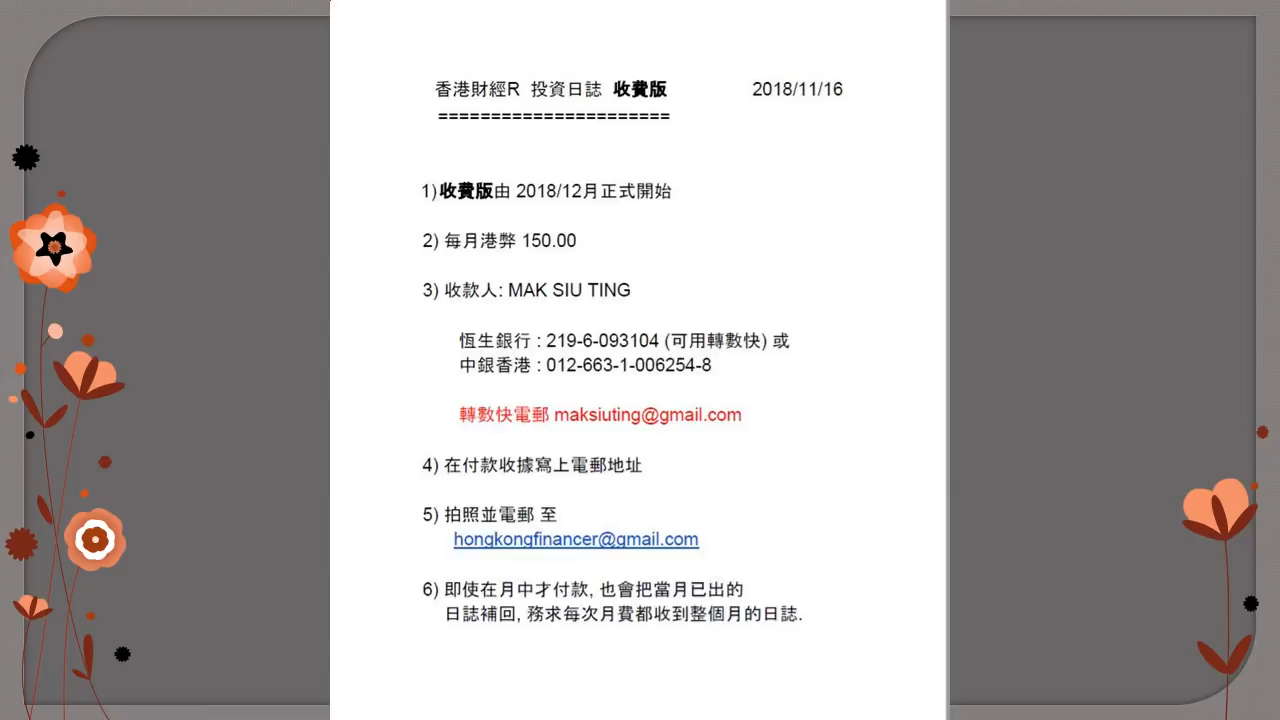 香港財經R 投資日誌 收費版 2018/11/16
======================
1)收費版由 2018/12月正式開始
2) 每月港弊 150.00
3) 收款人: MAK SIU TING
恆生銀行 : 219-6-093104 (可用轉數快) 或
中銀香港 : 012-663-1-006254-8
轉數快電郵 maksiuting@gmail.com
4) 在付款收據寫上電郵地址
5) 拍照並電郵 至
hongkongfinancer@gmail.com
6) 即使在月中才付款, 也會把當月已出的
日誌補回, 務求每次月費都收到整個月的日誌.